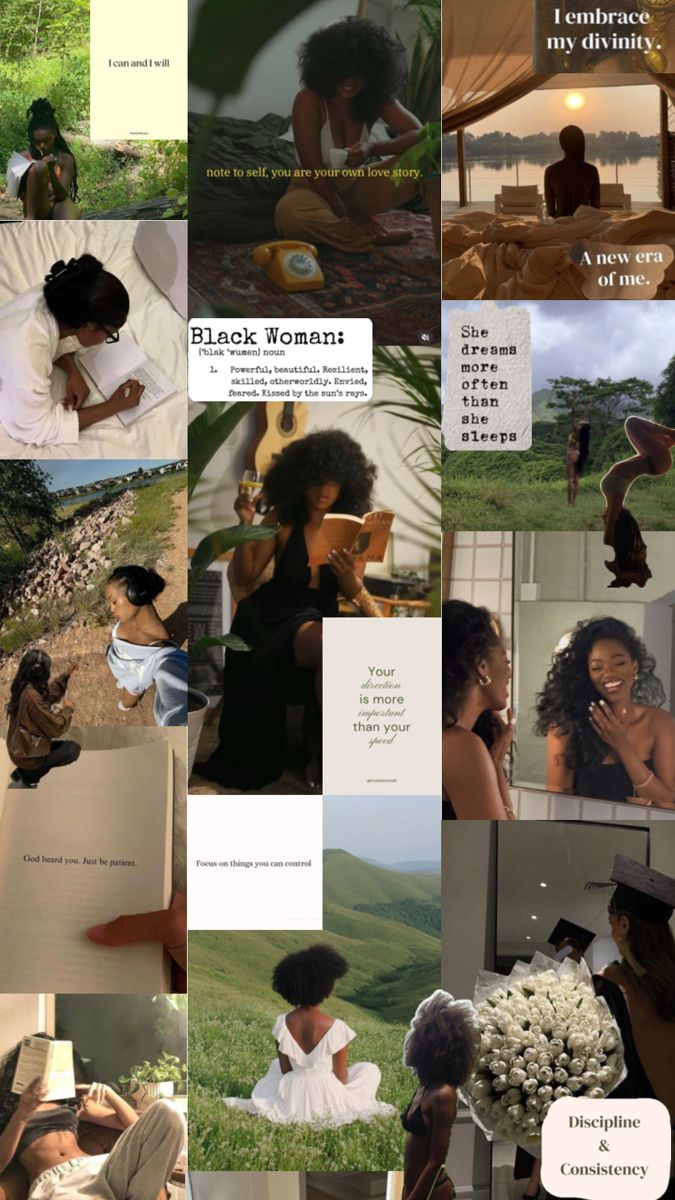 I can and I will
note to self, you are your own love story.
I embrace
my divinity.
A new era
of me.
Black Woman:
['blak ‘wumen) noun
1. Powerful, beautiful. Resilient,
skilled, otherworldly. Envied,
feared. Kissed by the sun's rays.
She
dreams
more
often
than
she
sleeps
Your
direction
is more
important
than your
speed
God heard you. Just be patient.
Focus on things you can control
Discipline
&
Consistency